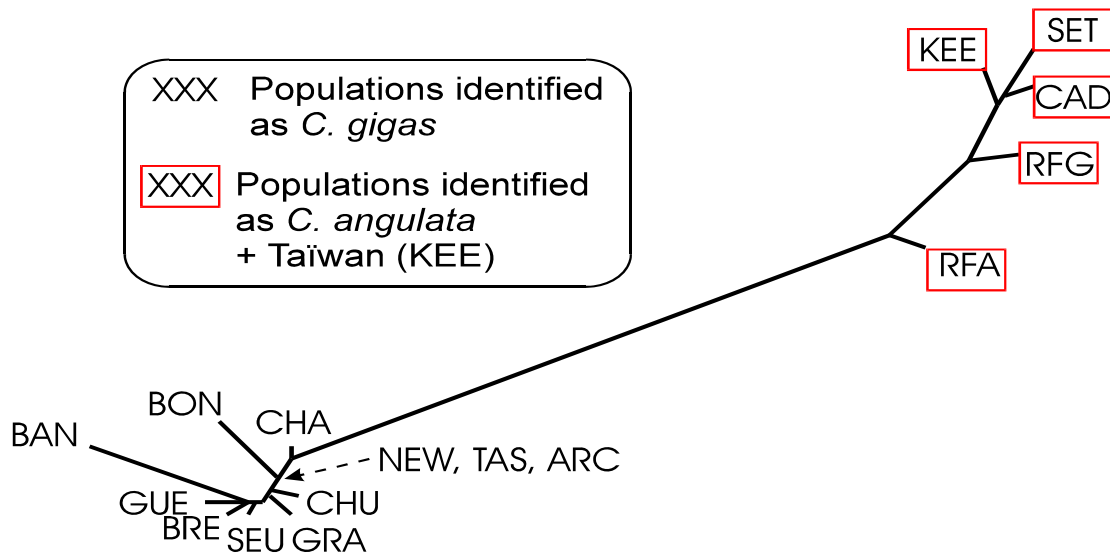 SET
KEE
XXX Populations identified
as C. gigas
CAD
RFG
XXX Populations identified
as C. angulata
+ Taïwan (KEE)
RFA
BON
CHA
BAN
NEW, TAS, ARC
GUE
CHU
BRE
SEU GRA